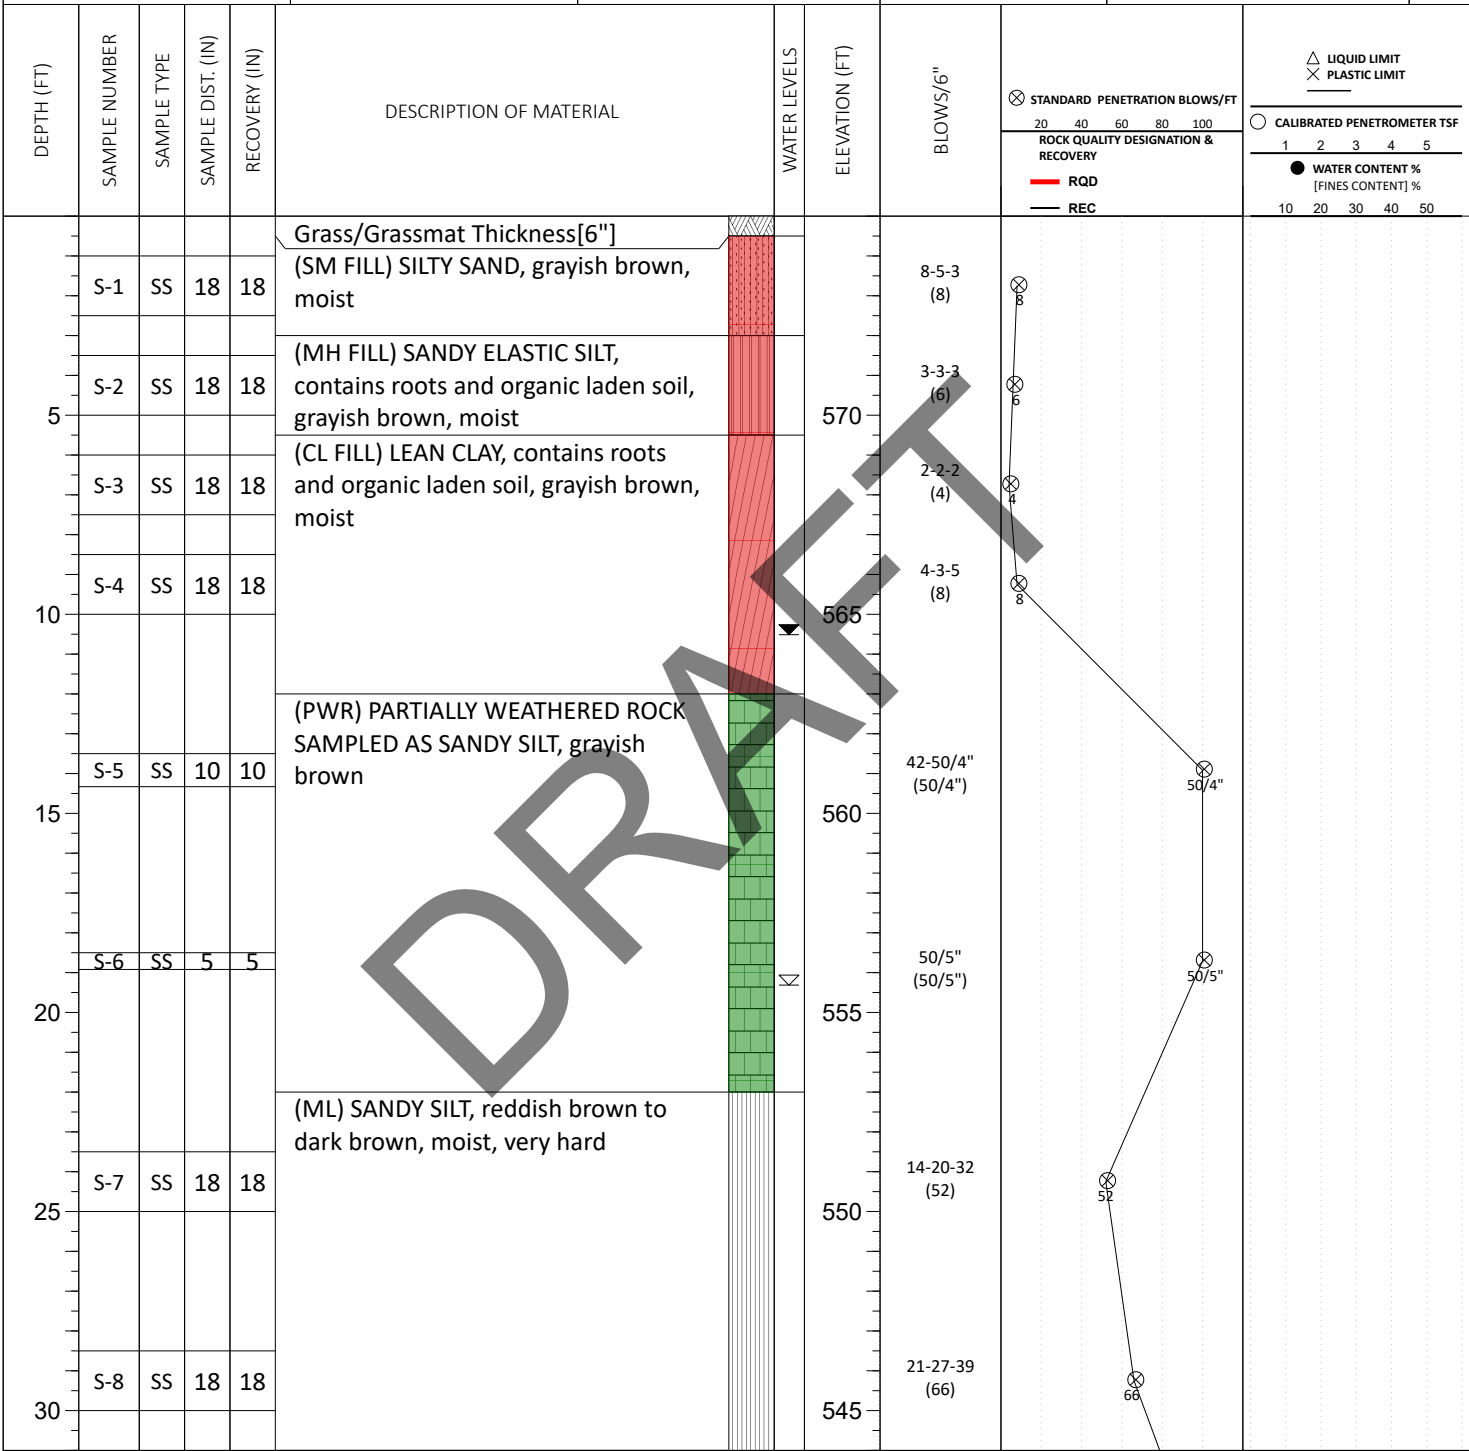 DEPTH (FT)
SAMPLE NUMBER
SAMPLE TYPE
SAMPLE DIST. (IN)
RECOVERY (IN)
DESCRIPTION OF MATERIAL
WATER LEVELS
ELEVATION (FT)
BLOWS/6"
STANDARD PENETRATION BLOWS/FT
20 40 60 80 100
ROCK QUALITY DESIGNATION &
RECOVERY
RQD
REC
LIQUID LIMIT
PLASTIC LIMIT
CALIBRATED PENETROMETER TSF
1 2 3 4 5
WATER CONTENT %
[FINES CONTENT] %
10 20 30 40 50
Grass/Grassmat Thickness[6"]
(SM FILL) SILTY SAND, grayish brown,
moist
S-1 SS 18 18
8-5-3
(8)
8
(MH FILL) SANDY ELASTIC SILT,
contains roots and organic laden soil,
grayish brown, moist
S-2 SS 18 18
3-3-3
(6)
6
5
570
(CL FILL) LEAN CLAY, contains roots
and organic laden soil, grayish brown,
moist
S-3 SS 18 18
2-2-2
(4)
4
S-4 SS 18 18
4-3-5
(8)
8
10
565
(PWR) PARTIALLY WEATHERED ROCK
SAMPLED AS SANDY SILT, grayish
brown
S-5 SS 10 10
42-50/4"
(50/4")
50/4"
15
560
S-6 SS 5 5
50/5"
(50/5")
50/5"
20
555
(ML) SANDY SILT, reddish brown to
dark brown, moist, very hard
S-7 SS 18 18
14-20-32
(52)
52
25
550
S-8 SS 18 18
21-27-39
(66)
66
30
545
DRAFT